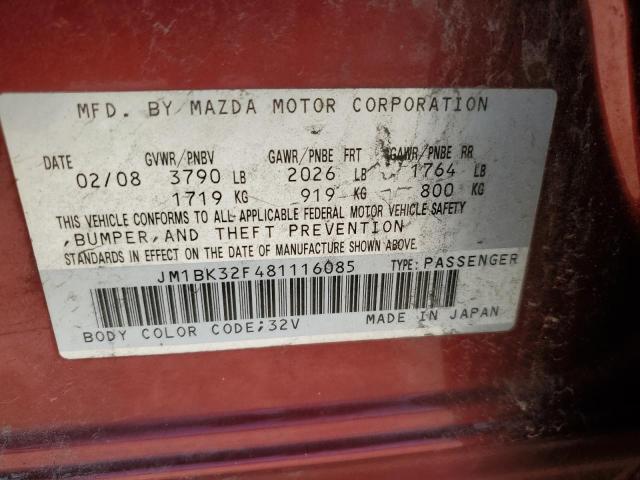 MFD. BY MAZDA MOTOR CORPORATION
DATE GVWR/PNBV GAWR/PNBE FRT GAWR/PNBE RR
02/08 3790 LB 2026 LB 1764 LB
1719 KG 919 KG 800 KG
THIS VEHICLE CONFORMS TO ALL APPLICABLE FEDERAL MOTOR VEHICLE SAFETY
,BUMPER,AND THEFT PREVENTION
STANDARDS IN EFFECT ON THE DATE OF MANUFACTURE SHOWN ABOVE.
JM1BK32F481116085 TYPE: PASSENGER
BODY COLOR CODE;32V MADE IN JAPAN